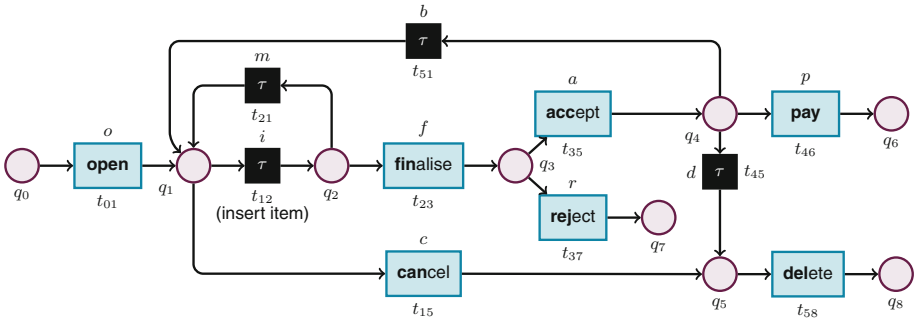 b
τ
t51
m
τ
t21
a
accept
t35
p
pay
t46
q4
q6
o
open
t01
q0
q1
i
τ
t12
(insert item)
q2
f
finalise
t23
q3
d
τ
t45
r
reject
t37
q7
c
cancel
t15
q5
delete
t58
q8